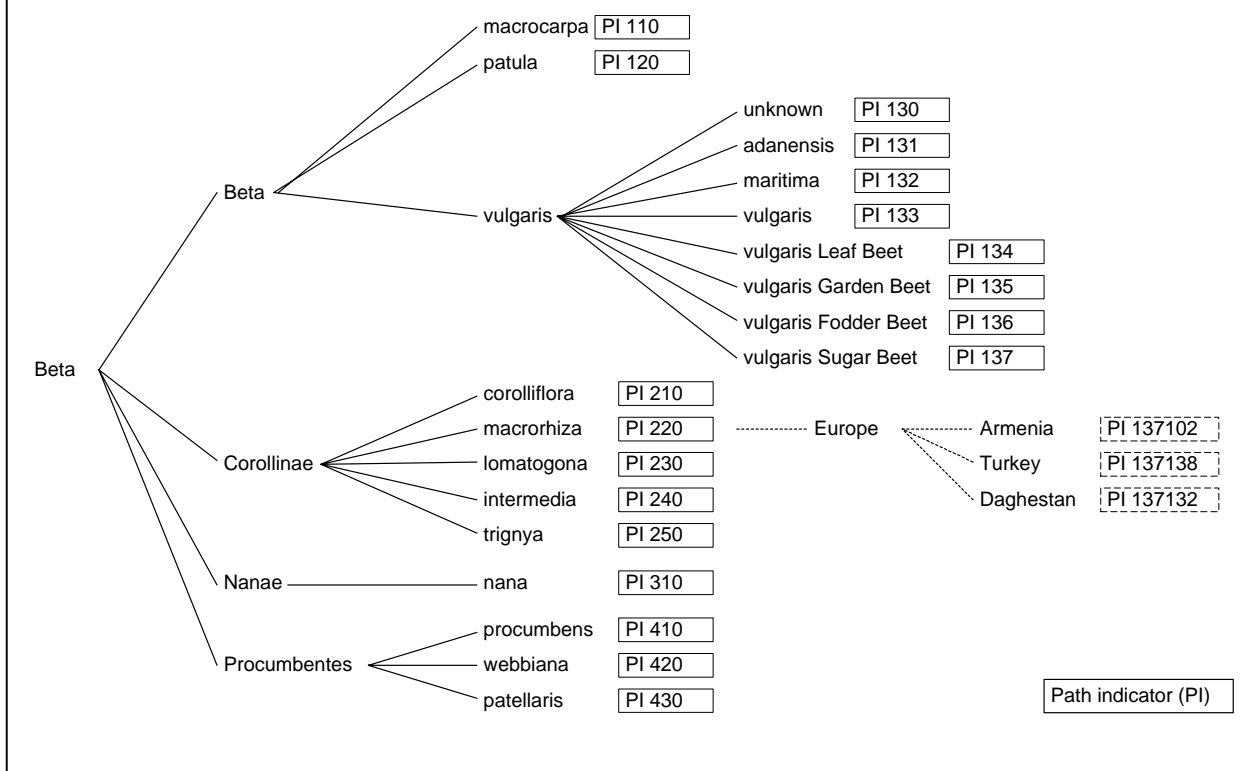 macrocarpa PI 110
patula PI 120
unknown PI 130
adanensis PI 131
Beta maritima PI 132
vulgaris vulgaris PI 133
vulgaris Leaf Beet PI 134
vulgaris Garden Beet PI 135
vulgaris Fodder Beet PI 136
vulgaris Sugar Beet PI 137
Beta
corolliflora PI 210
macrorhiza PI 220 Europe Armenia PI 137102
Corollinae lomatogona PI 230 Turkey PI 137138
intermedia PI 240 Daghestan PI 137132
trignya PI 250
Nanae nana PI 310
procumbens PI 410
Procumbentes webbiana PI 420
patellaris PI 430
Path indicator (PI)